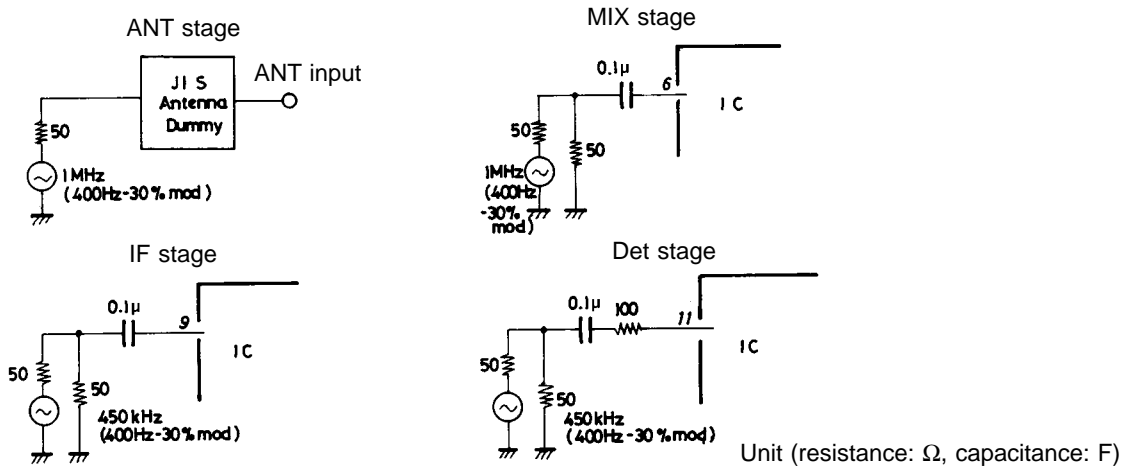 ANT stage
JIS
Antenna
Dummy
ANT input
50
1MHz
(400Hz-30% mod)
MIX stage
0.1µ
6
IC
50
50
1MHz
(400Hz
-30%
mod)
IF stage
0.1µ
9
IC
50
50
450kHz
(400Hz-30%mod)
Det stage
0.1µ
100
11
IC
50
50
450kHz
(400Hz-30%mod)
Unit (resistance: Ω, capacitance: F)